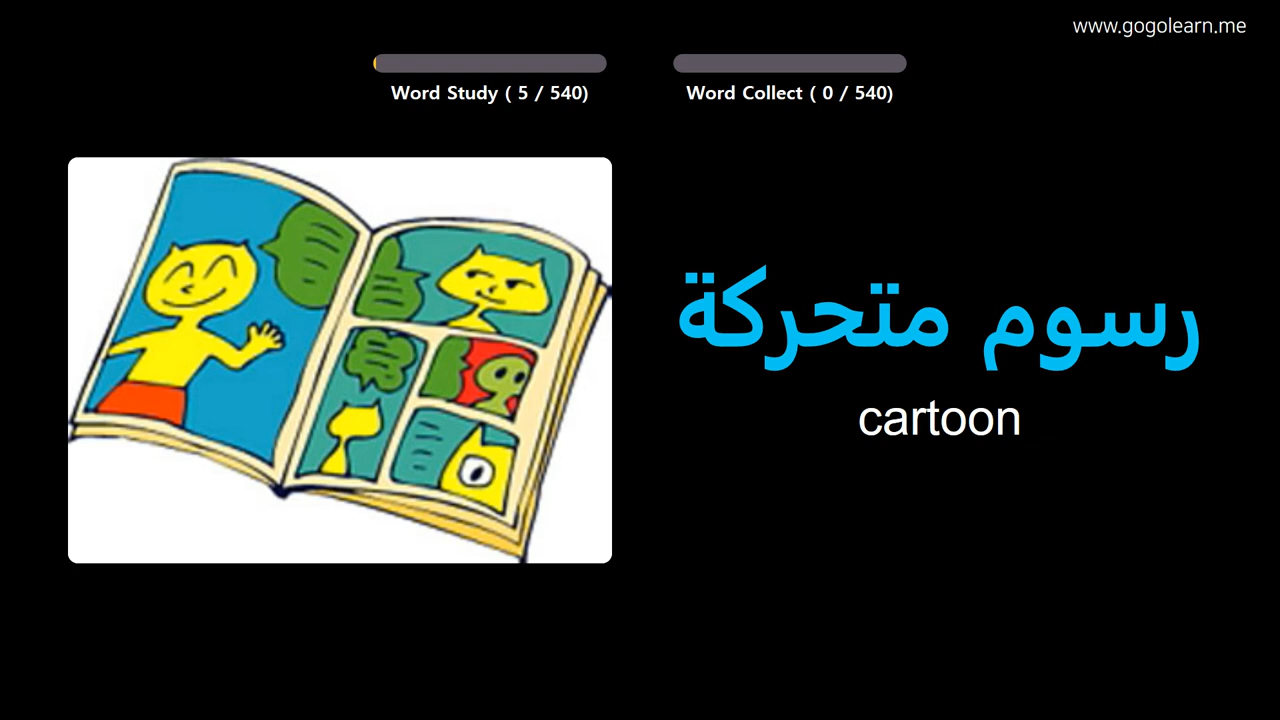 www.gogolearn.me
Word Study ( 5 / 540)
Word Collect ( 0 / 540)
رسوم متحركة
cartoon